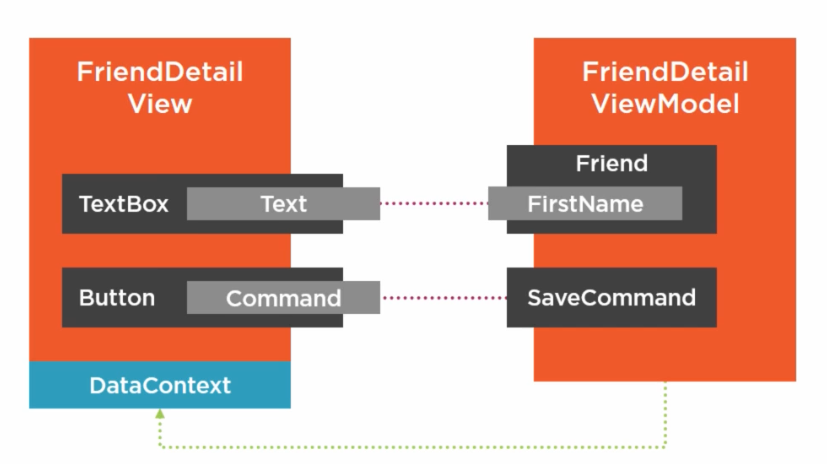 FriendDetail
View
TextBox
Text
Button
Command
DataContext
FriendDetail
ViewModel
Friend
FirstName
SaveCommand